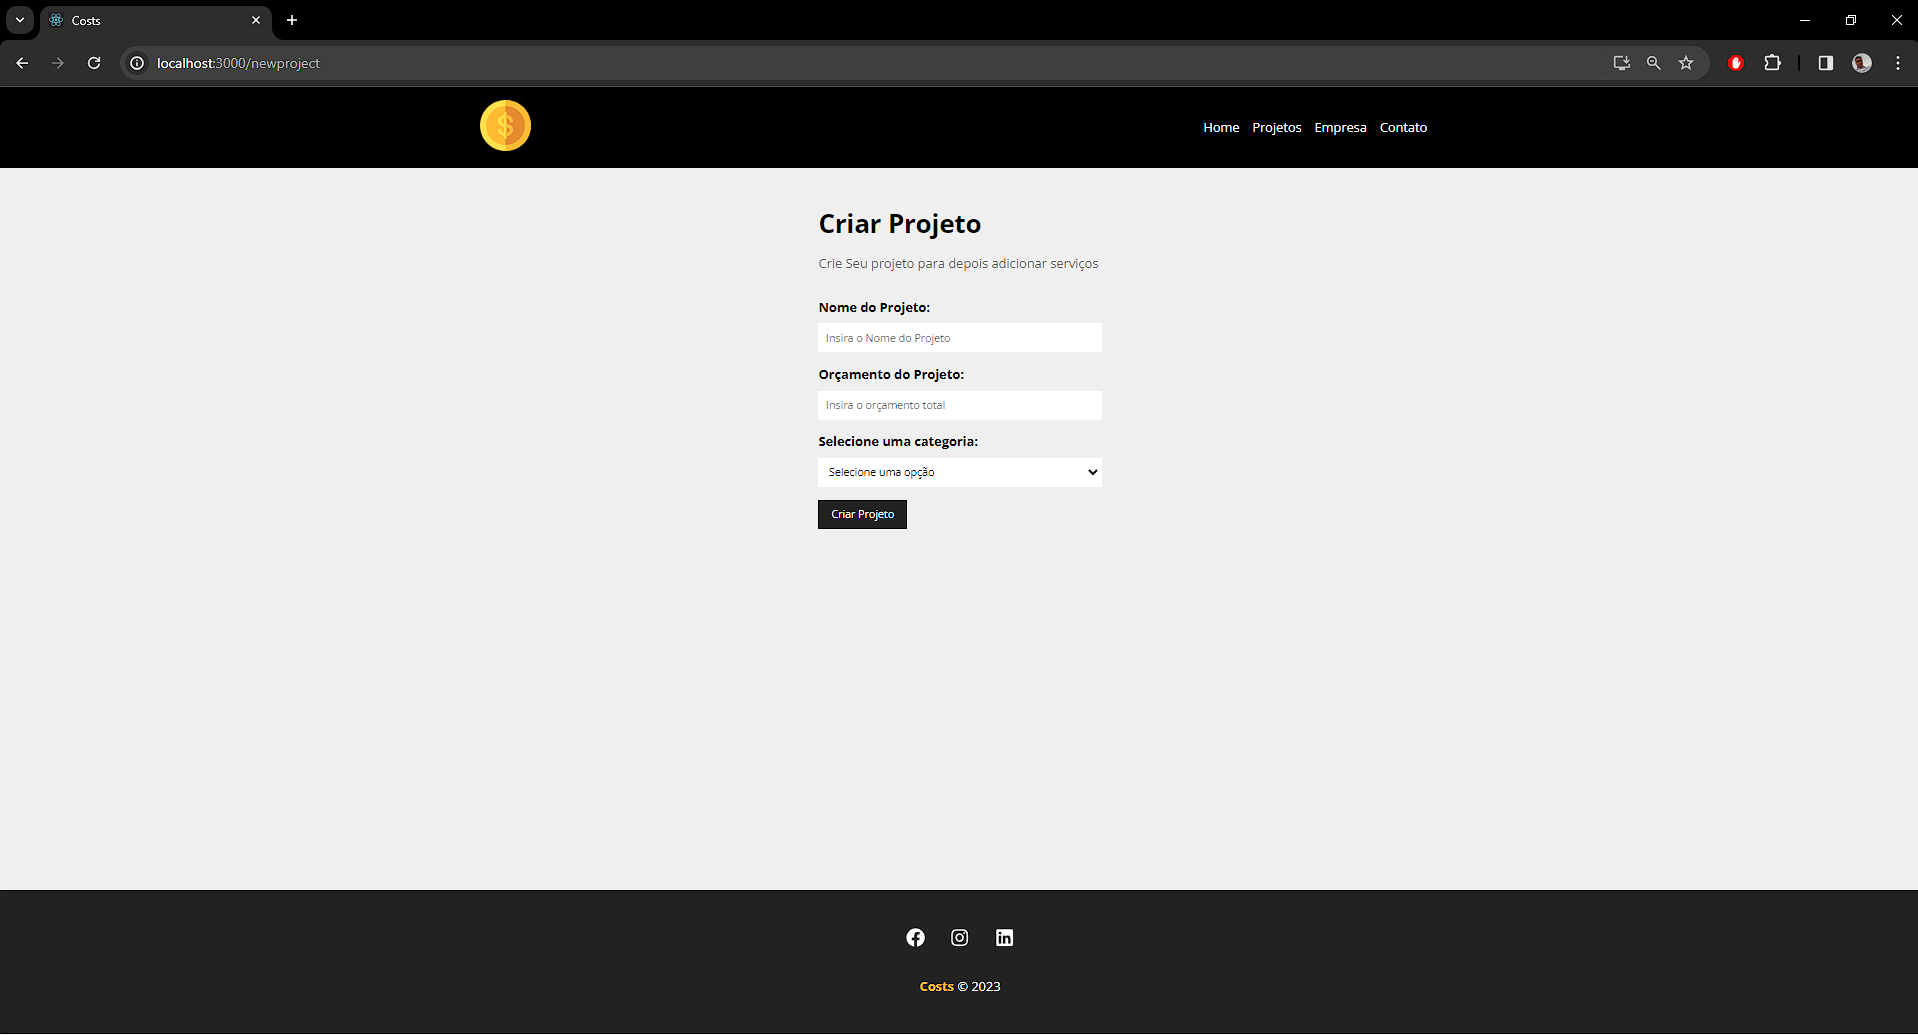 Costs
localhost:3000/newproject
$
Home Projetos Empresa Contato
Criar Projeto
Crie Seu projeto para depois adicionar serviços
Nome do Projeto:
Insira o Nome do Projeto
Orçamento do Projeto:
Insira o orçamento total
Selecione uma categoria:
Selecione uma opção
Criar Projeto
Costs © 2023